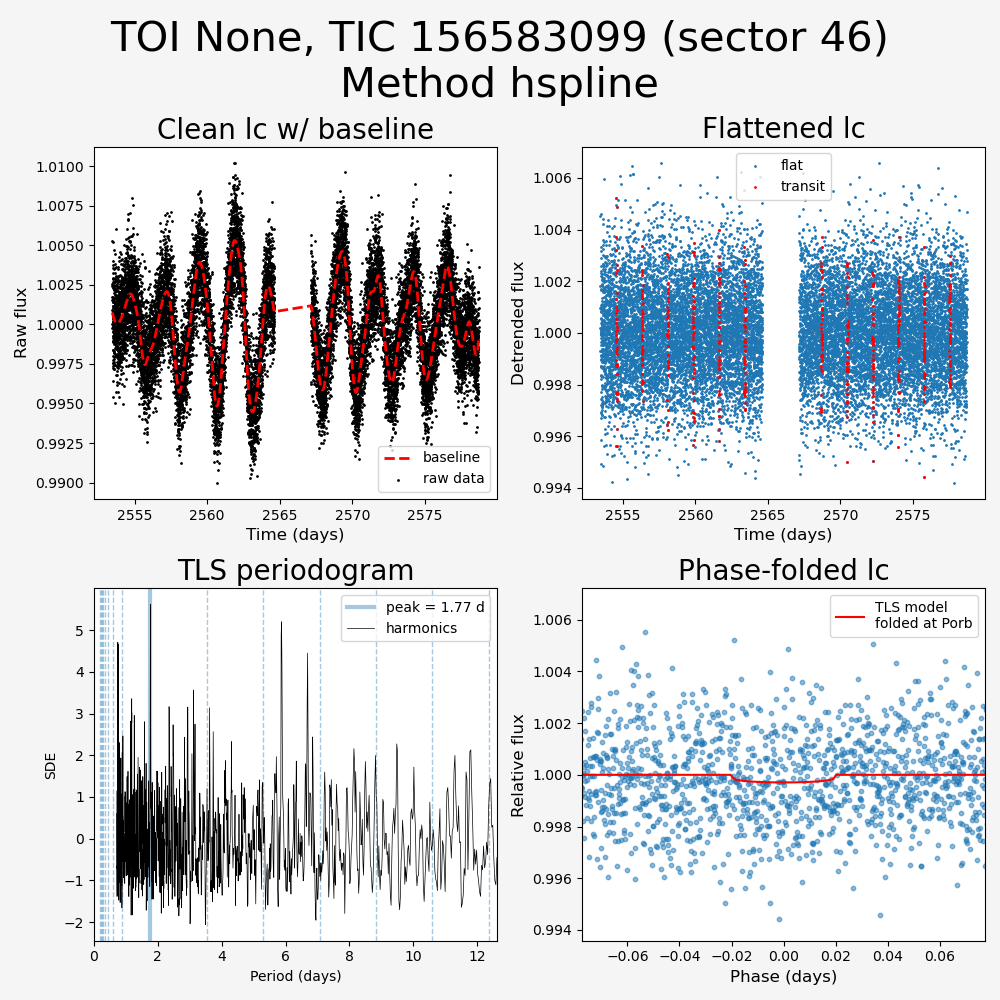 TOI None, TIC 156583099 (sector 46)
Method hspline
Clean lc w/ baseline
Raw flux
1.0100
1.0075
1.0050
1.0025
1.0000
0.9975
0.9950
0.9925
0.9900
baseline
raw data
2555
2560
2565
2570
2575
Time (days)
Flattened lc
Detrended flux
1.006
1.004
1.002
1.000
0.998
0.996
0.994
flat
transit
2555
2560
2565
2570
2575
Time (days)
TLS periodogram
SDE
5
4
3
2
1
0
−1
−2
peak = 1.77 d
harmonics
0
2
4
6
8
10
12
Period (days)
Phase-folded lc
Relative flux
1.006
1.004
1.002
1.000
0.998
0.996
0.994
TLS model
folded at Porb
−0.06
−0.04
−0.02
0.00
0.02
0.04
0.06
Phase (days)